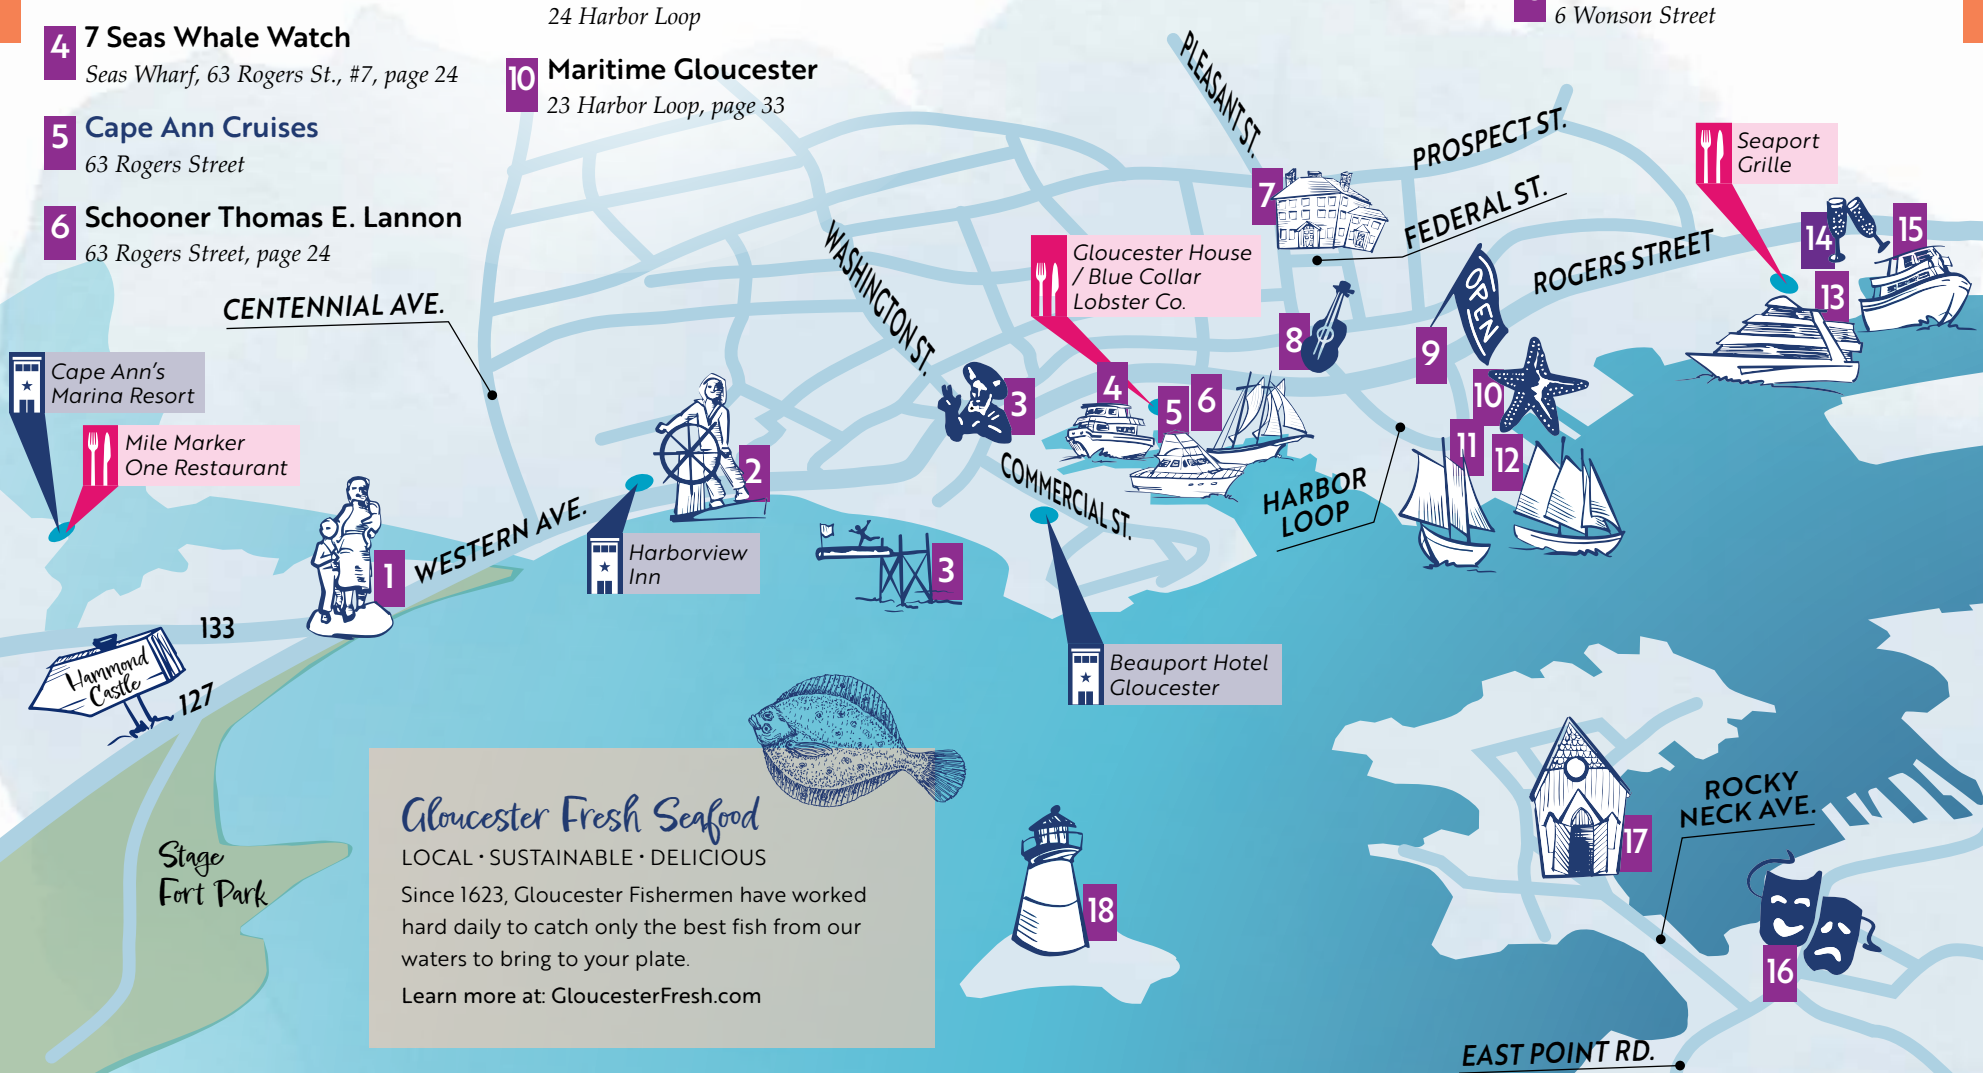 4
7 Seas Whale Watch
Seas Wharf, 63 Rogers St., #7, page 24
5
Cape Ann Cruises
63 Rogers Street
6
Schooner Thomas E. Lannon
63 Rogers Street, page 24
24 Harbor Loop
10
Maritime Gloucester
23 Harbor Loop, page 33
6 Wonson Street
PLEASANT ST.
PROSPECT ST.
FEDERAL ST.
ROGERS STREET
WASHINGTON ST.
CENTENNIAL AVE.
Seaport
Grille
Gloucester House
/ Blue Collar
Lobster Co.
Cape Ann's
Marina Resort
Mile Marker
One Restaurant
7
8
9
OPEN
10
11
12
13
14
15
3
4
5
6
2
1
WESTERN AVE.
Harborview
Inn
3
COMMERCIAL ST.
HARBOR
LOOP
Beauport Hotel
Gloucester
133
Hammond
Castle
127
Stage
Fort Park
Gloucester Fresh Seafood
LOCAL · SUSTAINABLE · DELICIOUS
Since 1623, Gloucester Fishermen have worked
hard daily to catch only the best fish from our
waters to bring to your plate.
Learn more at: GloucesterFresh.com
18
17
ROCKY
NECK AVE.
16
EAST POINT RD.